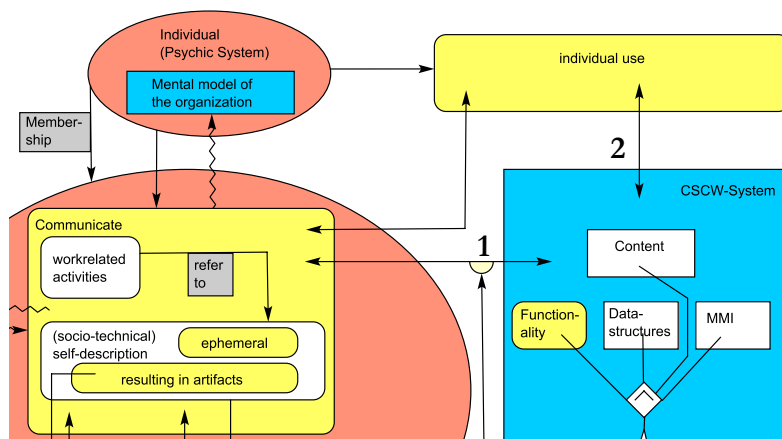 Individual
(Psychic System)
Mental model of
the organization
individual use
Member-
ship
2
CSCW-System
Communicate
1
Content
workrelated
activities
refer
to
Function-
ality
Data-
structures
MMI
(socio-technical)
self-description
ephemeral
resulting in artifacts